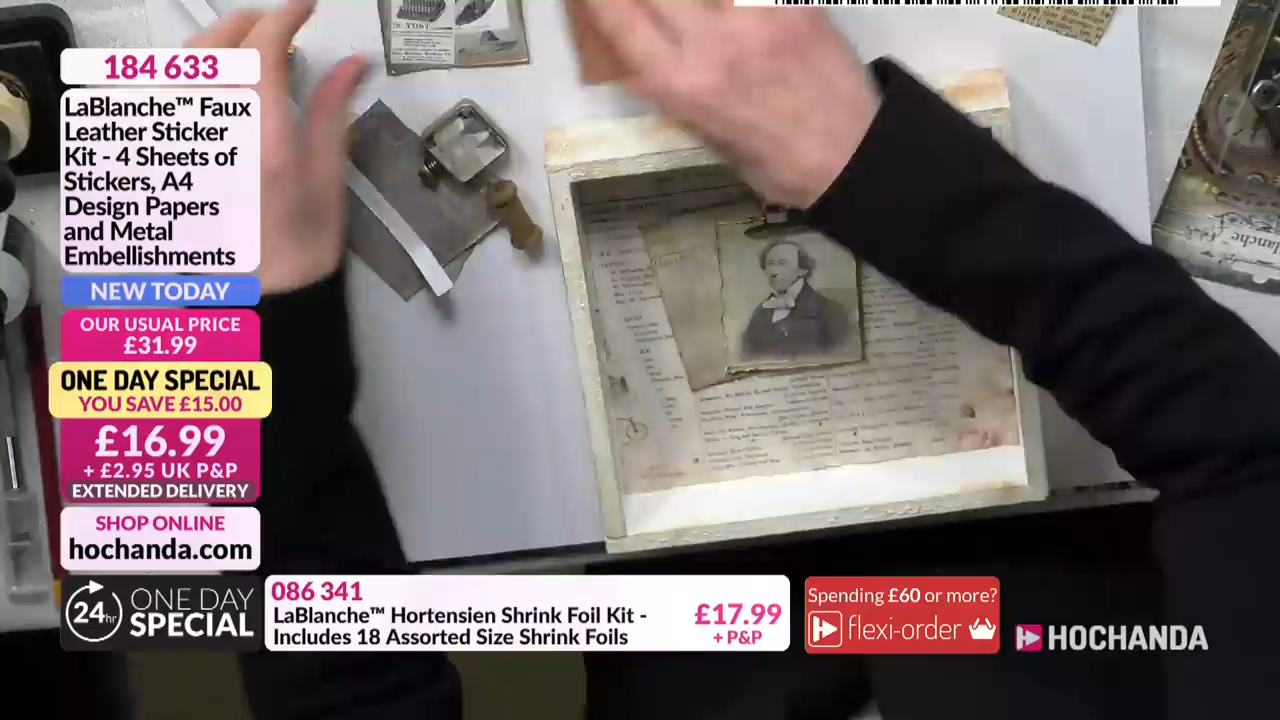 184 633
LaBlanche™ Faux
Leather Sticker
Kit - 4 Sheets of
Stickers, A4
Design Papers
and Metal
Embellishments
NEW TODAY
OUR USUAL PRICE
£31.99
ONE DAY SPECIAL
YOU SAVE £15.00
£16.99
+ £2.95 UK P&P
EXTENDED DELIVERY
SHOP ONLINE
hochanda.com
24hr
ONE DAY
SPECIAL
086 341
LaBlanche™ Hortensien Shrink Foil Kit -
Includes 18 Assorted Size Shrink Foils
£17.99
+ P&P
Spending £60 or more?
flexi-order
HOCHANDA